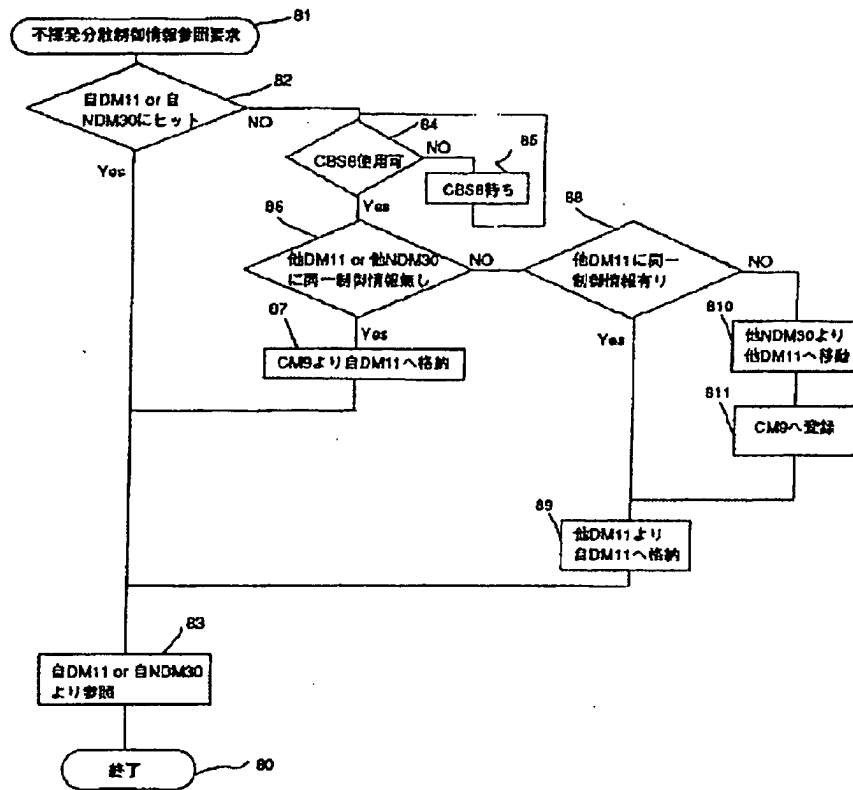 81
不揮発分散制御情報参照要求
82
自DM11 or 自
NDM30にヒット
NO
Yes
84
CBS8使用可
NO
85
CBS8待ち
Yes
86
他DM11 or 他NDM30
に同一制御情報無し
NO
88
他DM11に同一
制御情報有り
NO
Yes
87
CM9より自DM11へ格納
Yes
810
他NDM30より
他DM11へ移動
811
CM9へ登録
89
他DM11より
自DM11へ格納
83
自DM11 or 自NDM30
より参照
終了
80